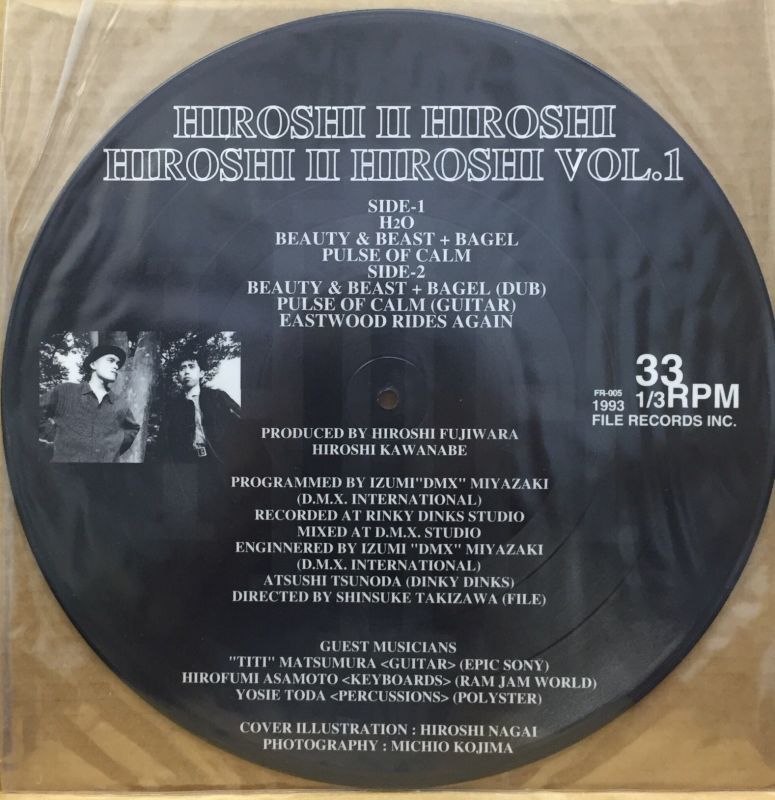 HIROSHI II HIROSHI
HIROSHI II HIROSHI VOL.1
SIDE-1
H2O
BEAUTY & BEAST + BAGEL
PULSE OF CALM
SIDE-2
BEAUTY & BEAST + BAGEL (DUB)
PULSE OF CALM (GUITAR)
EASTWOOD RIDES AGAIN
33 1/3 RPM
FR-005
1993
FILE RECORDS INC.
PRODUCED BY HIROSHI FUJIWARA
HIROSHI KAWANABE
PROGRAMMED BY IZUMI"DMX" MIYAZAKI
(D.M.X. INTERNATIONAL)
RECORDED AT RINKY DINKS STUDIO
MIXED AT D.M.X. STUDIO
ENGINNERED BY IZUMI "DMX" MIYAZAKI
(D.M.X. INTERNATIONAL)
ATSUSHI TSUNODA (DINKY DINKS)
DIRECTED BY SHINSUKE TAKIZAWA (FILE)
GUEST MUSICIANS
"TITI" MATSUMURA <GUITAR> (EPIC SONY)
HIROFUMI ASAMOTO <KEYBOARDS> (RAM JAM WORLD)
YOSIE TODA <PERCUSSIONS> (POLYSTER)
COVER ILLUSTRATION : HIROSHI NAGAI
PHOTOGRAPHY : MICHIO KOJIMA